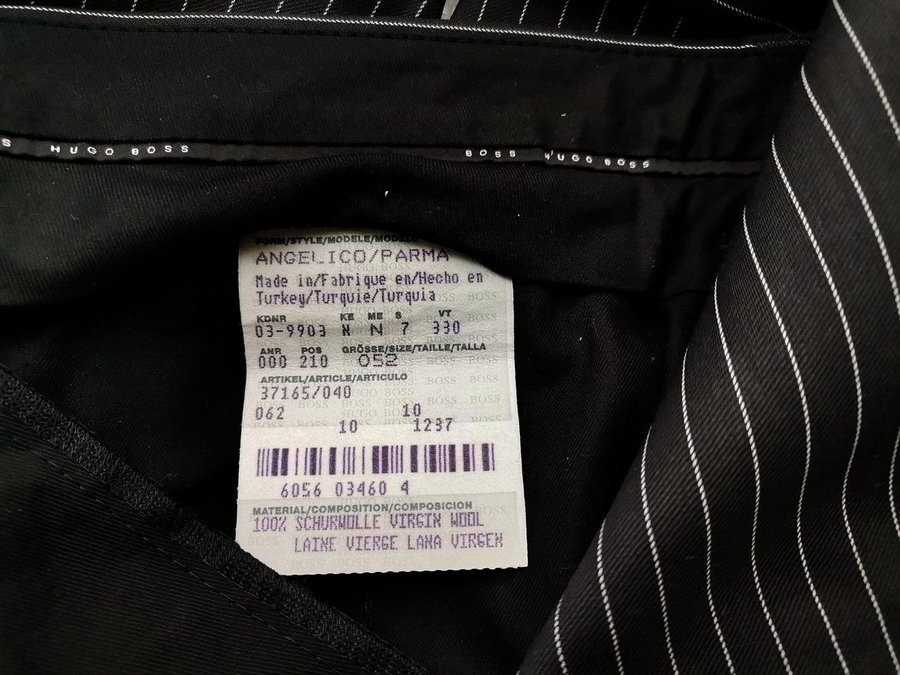 S HUGO BOSS BOSS HUGO BOSS
FORM/STYLE/MODELE/MODELO
ANGELICO/PARMA
Made in/Fabrique en/Hecho en
Turkey/Turquie/Turquia
KDNR KE ME S VT
03-9903 N N 7 330
ANR POS GRÖSSE/SIZE/TAILLE/TALLA
000 210 052
ARTIKEL/ARTICLE/ARTICULO
37165/040
062 10
10 1237
6056 03460 4
MATERIAL/COMPOSITION/COMPOSICION
100% SCHURWOLLE VIRGIN WOOL
LAINE VIERGE LANA VIRGEN